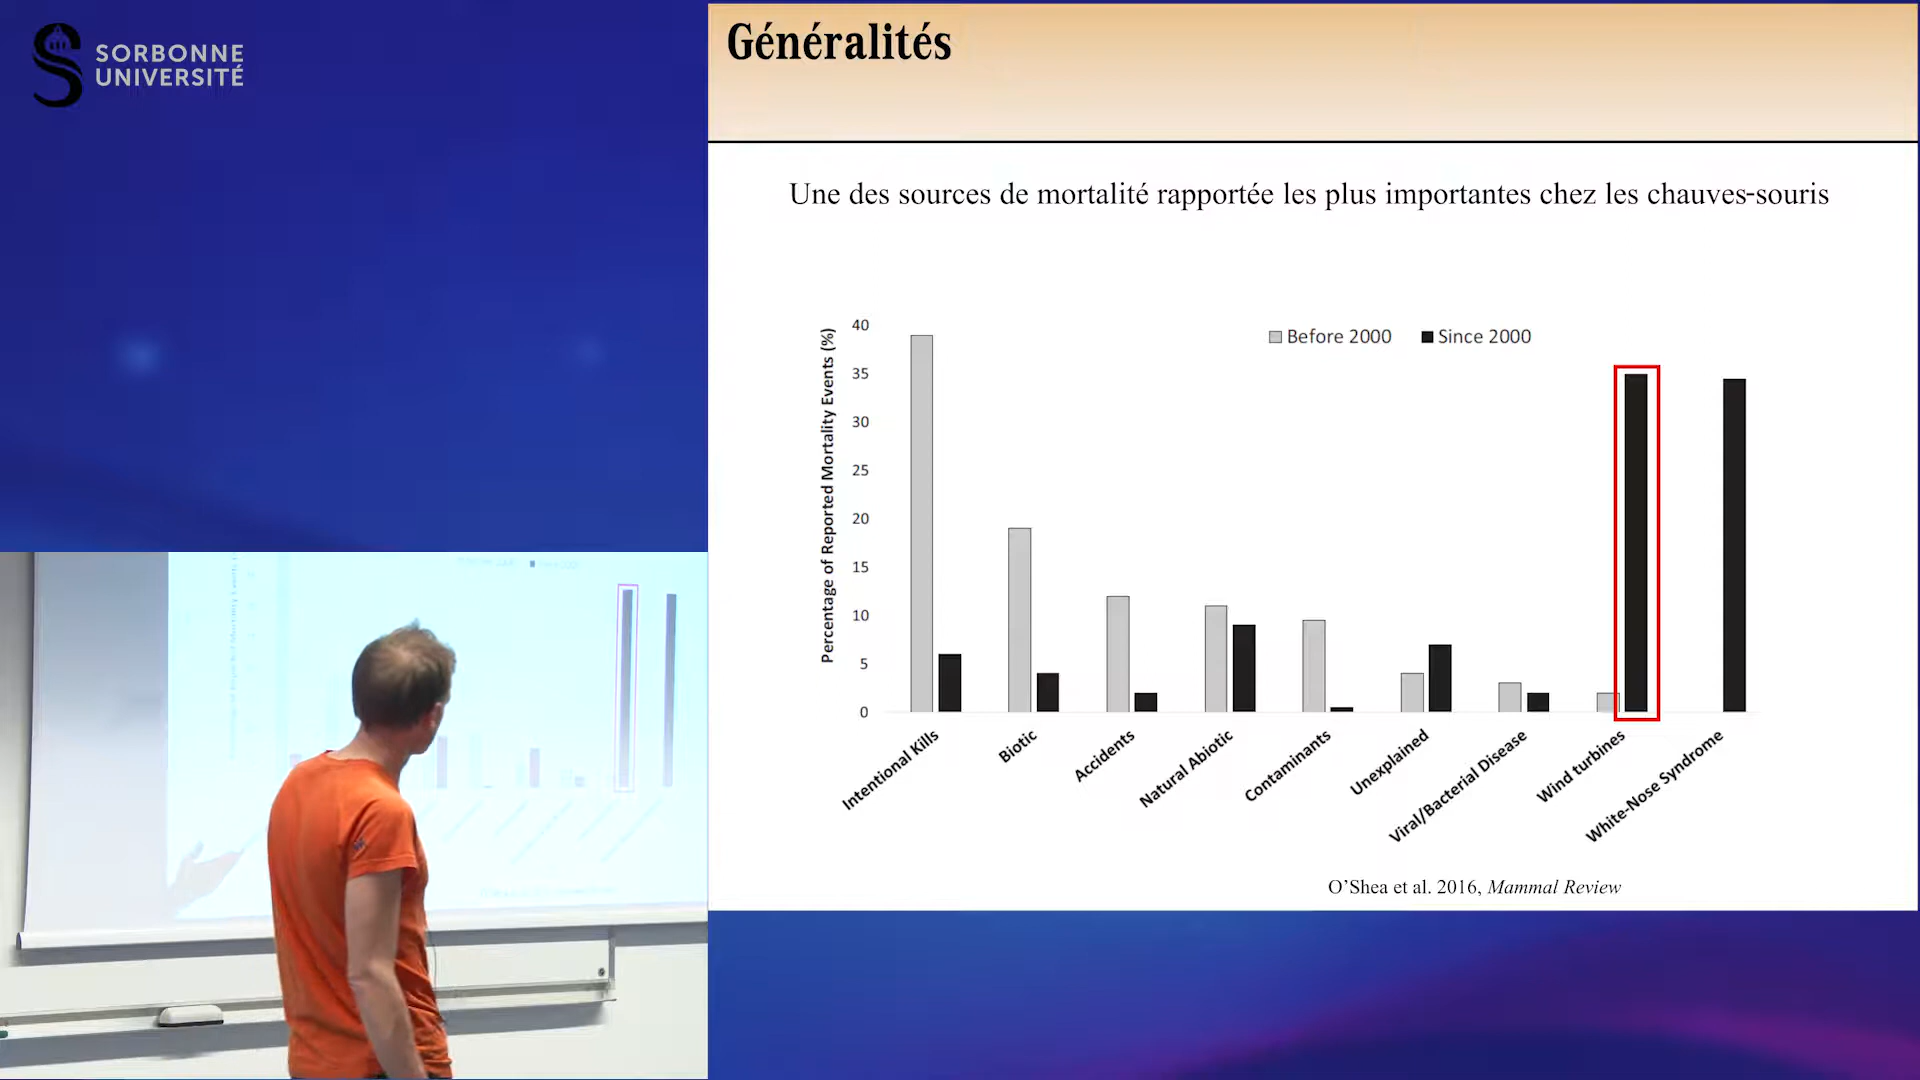 SORBONNE
UNIVERSITÉ
Généralités
Une des sources de mortalité rapportée les plus importantes chez les chauves-souris
Percentage of Reported Mortality Events (%)
40
35
30
25
20
15
10
5
0
Before 2000
Since 2000
Intentional Kills
Biotic
Accidents
Natural Abiotic
Contaminants
Unexplained
Viral/Bacterial Disease
Wind turbines
White-Nose Syndrome
O'Shea et al. 2016, Mammal Review